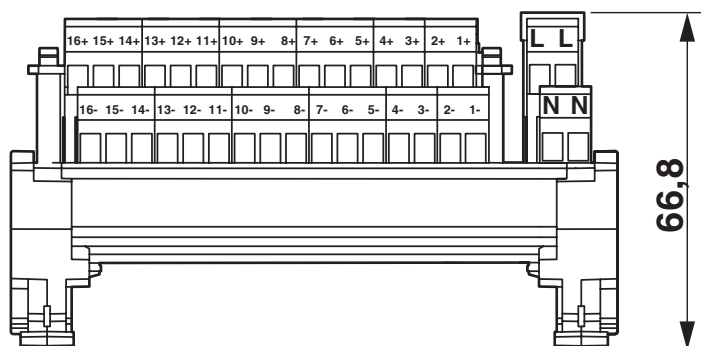 16+ 15+ 14+ 13+ 12+ 11+ 10+ 9+ 8+ 7+ 6+ 5+ 4+ 3+ 2+ 1+ L L
16- 15- 14- 13- 12- 11- 10- 9- 8- 7- 6- 5- 4- 3- 2- 1- N N
66,8